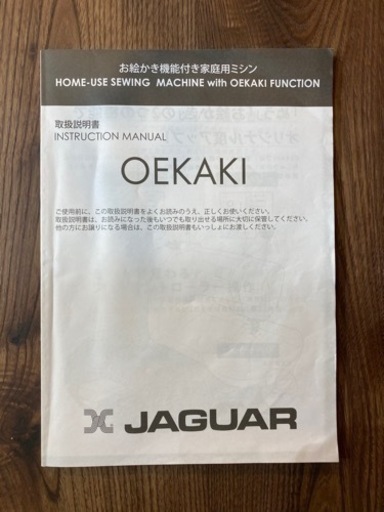 お絵かき機能付き家庭用ミシン
HOME-USE SEWING MACHINE with OEKAKI FUNCTION
取扱説明書
INSTRUCTION MANUAL
OEKAKI
ご使用前に、この取扱説明書をよくお読みのうえ、正しくお使いください。
取扱説明書は、お読みになった後もいつでも取り出せる場所に大切に保管してください。
他の方にお譲りになる場合は、この取扱説明書もいっしょにお渡しください。
JAGUAR